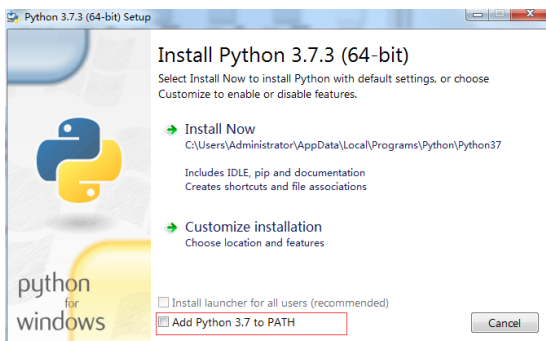 Python 3.7.3 (64-bit) Setup
Install Python 3.7.3 (64-bit)
Select Install Now to install Python with default settings, or choose
Customize to enable or disable features.
Install Now
C:\Users\Administrator\AppData\Local\Programs\Python\Python37
Includes IDLE, pip and documentation
Creates shortcuts and file associations
Customize installation
Choose location and features
python
for
windows
Install launcher for all users (recommended)
Add Python 3.7 to PATH
Cancel